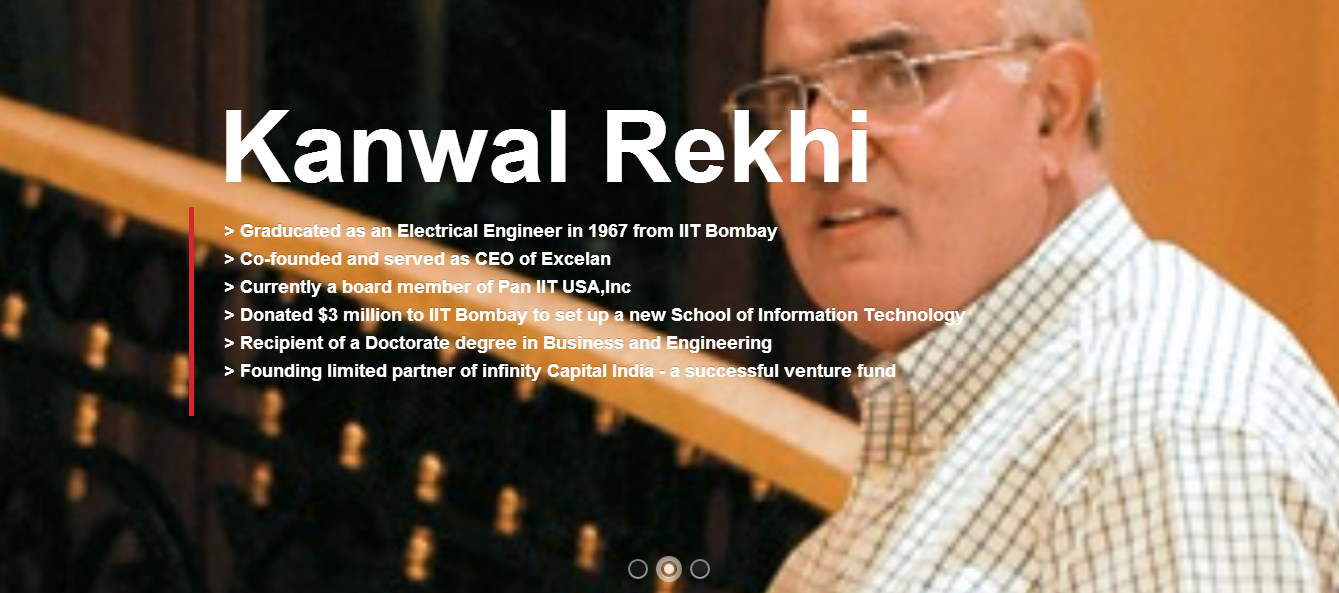 Kanwal Rekhi
> Graducated as an Electrical Engineer in 1967 from IIT Bombay
> Co-founded and served as CEO of Excelan
> Currently a board member of Pan IIT USA,Inc
> Donated $3 million to IIT Bombay to set up a new School of Information Technology
> Recipient of a Doctorate degree in Business and Engineering
> Founding limited partner of infinity Capital India - a successful venture fund